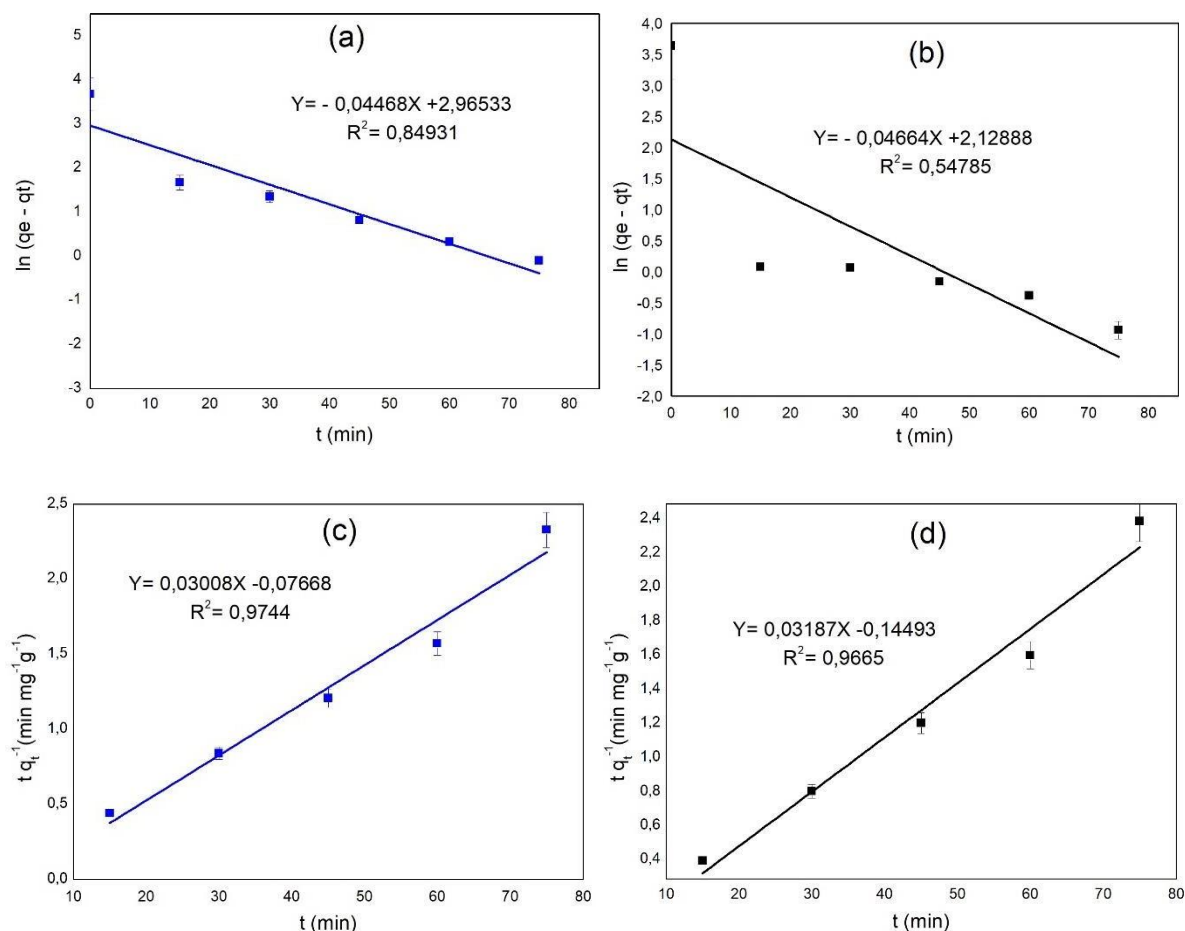 (a)
Y= - 0,04468X +2,96533
R²= 0,84931
ln (qe - qt)
5
4
3
2
1
0
1
2
-3
0 10 20 30 40 50 60 70 80
t (min)
(b)
Y= - 0,04664X +2,12888
R²= 0,54785
ln (qe - qt)
4,0
3,5
3,0
2,5
2,0
1,5
1,0
0,5
0,0
-0,5
-1,0
-1,5
-2,0
0 10 20 30 40 50 60 70 80
t (min)
(c)
Y= 0,03008X -0,07668
R²= 0,9744
t qt⁻¹(min mg⁻¹g⁻¹)
2,5
2,0
1,5
1,0
0,5
0,0
10 20 30 40 50 60 70 80
t (min)
(d)
Y= 0,03187X -0,14493
R²= 0,9665
t qt⁻¹(min mg⁻¹g⁻¹)
2,4
2,2
2,0
1,8
1,6
1,4
1,2
1,0
0,8
0,6
0,4
10 20 30 40 50 60 70 80
t (min)